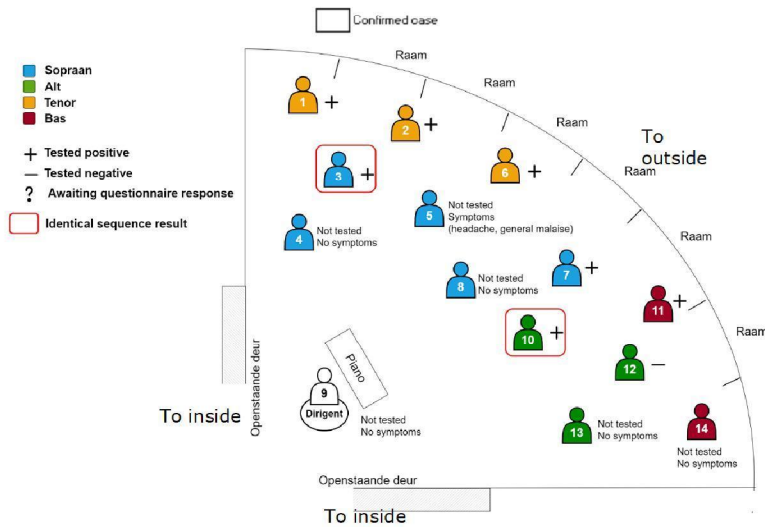 Confirmed case
Sopraan
Alt
Tenor
Bas
+ Tested positive
− Tested negative
? Awaiting questionnaire response
Identical sequence result
Raam
Raam
Raam
Raam
Raam
Raam
To
outside
1 +
2 +
3 +
6 +
4
Not tested
No symptoms
5
Not tested
Symptoms
(headache, general malaise)
7 +
8
Not tested
No symptoms
10 +
11 +
12 −
9
Dirigent
Piano
Not tested
No symptoms
13
Not tested
No symptoms
14
Not tested
No symptoms
To inside
Openstaande deur
Openstaande deur
To inside